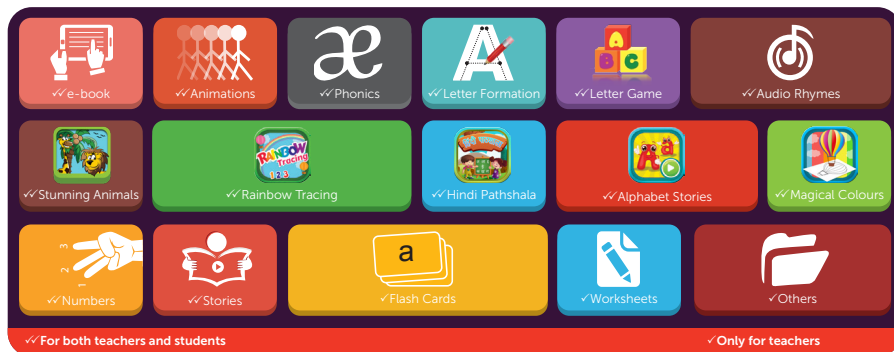 æ
A
A
B C
✓✓e-book ✓✓Animations ✓✓Phonics ✓✓Letter Formation ✓✓Letter Game ✓✓Audio Rhymes
RAINBOW
Tracing
1 2 3
A a
✓✓Stunning Animals ✓✓Rainbow Tracing ✓✓Hindi Pathshala ✓✓Alphabet Stories ✓✓Magical Colours
3
2
1
a
✓✓Numbers ✓✓Stories ✓Flash Cards ✓Worksheets ✓Others
✓✓For both teachers and students ✓Only for teachers